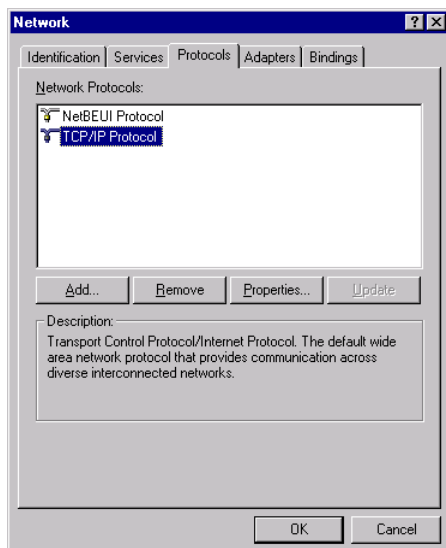 Network
Identification Services Protocols Adapters Bindings
Network Protocols:
NetBEUI Protocol
TCP/IP Protocol
Add... Remove Properties... Update
Description:
Transport Control Protocol/Internet Protocol. The default wide
area network protocol that provides communication across
diverse interconnected networks.
OK Cancel